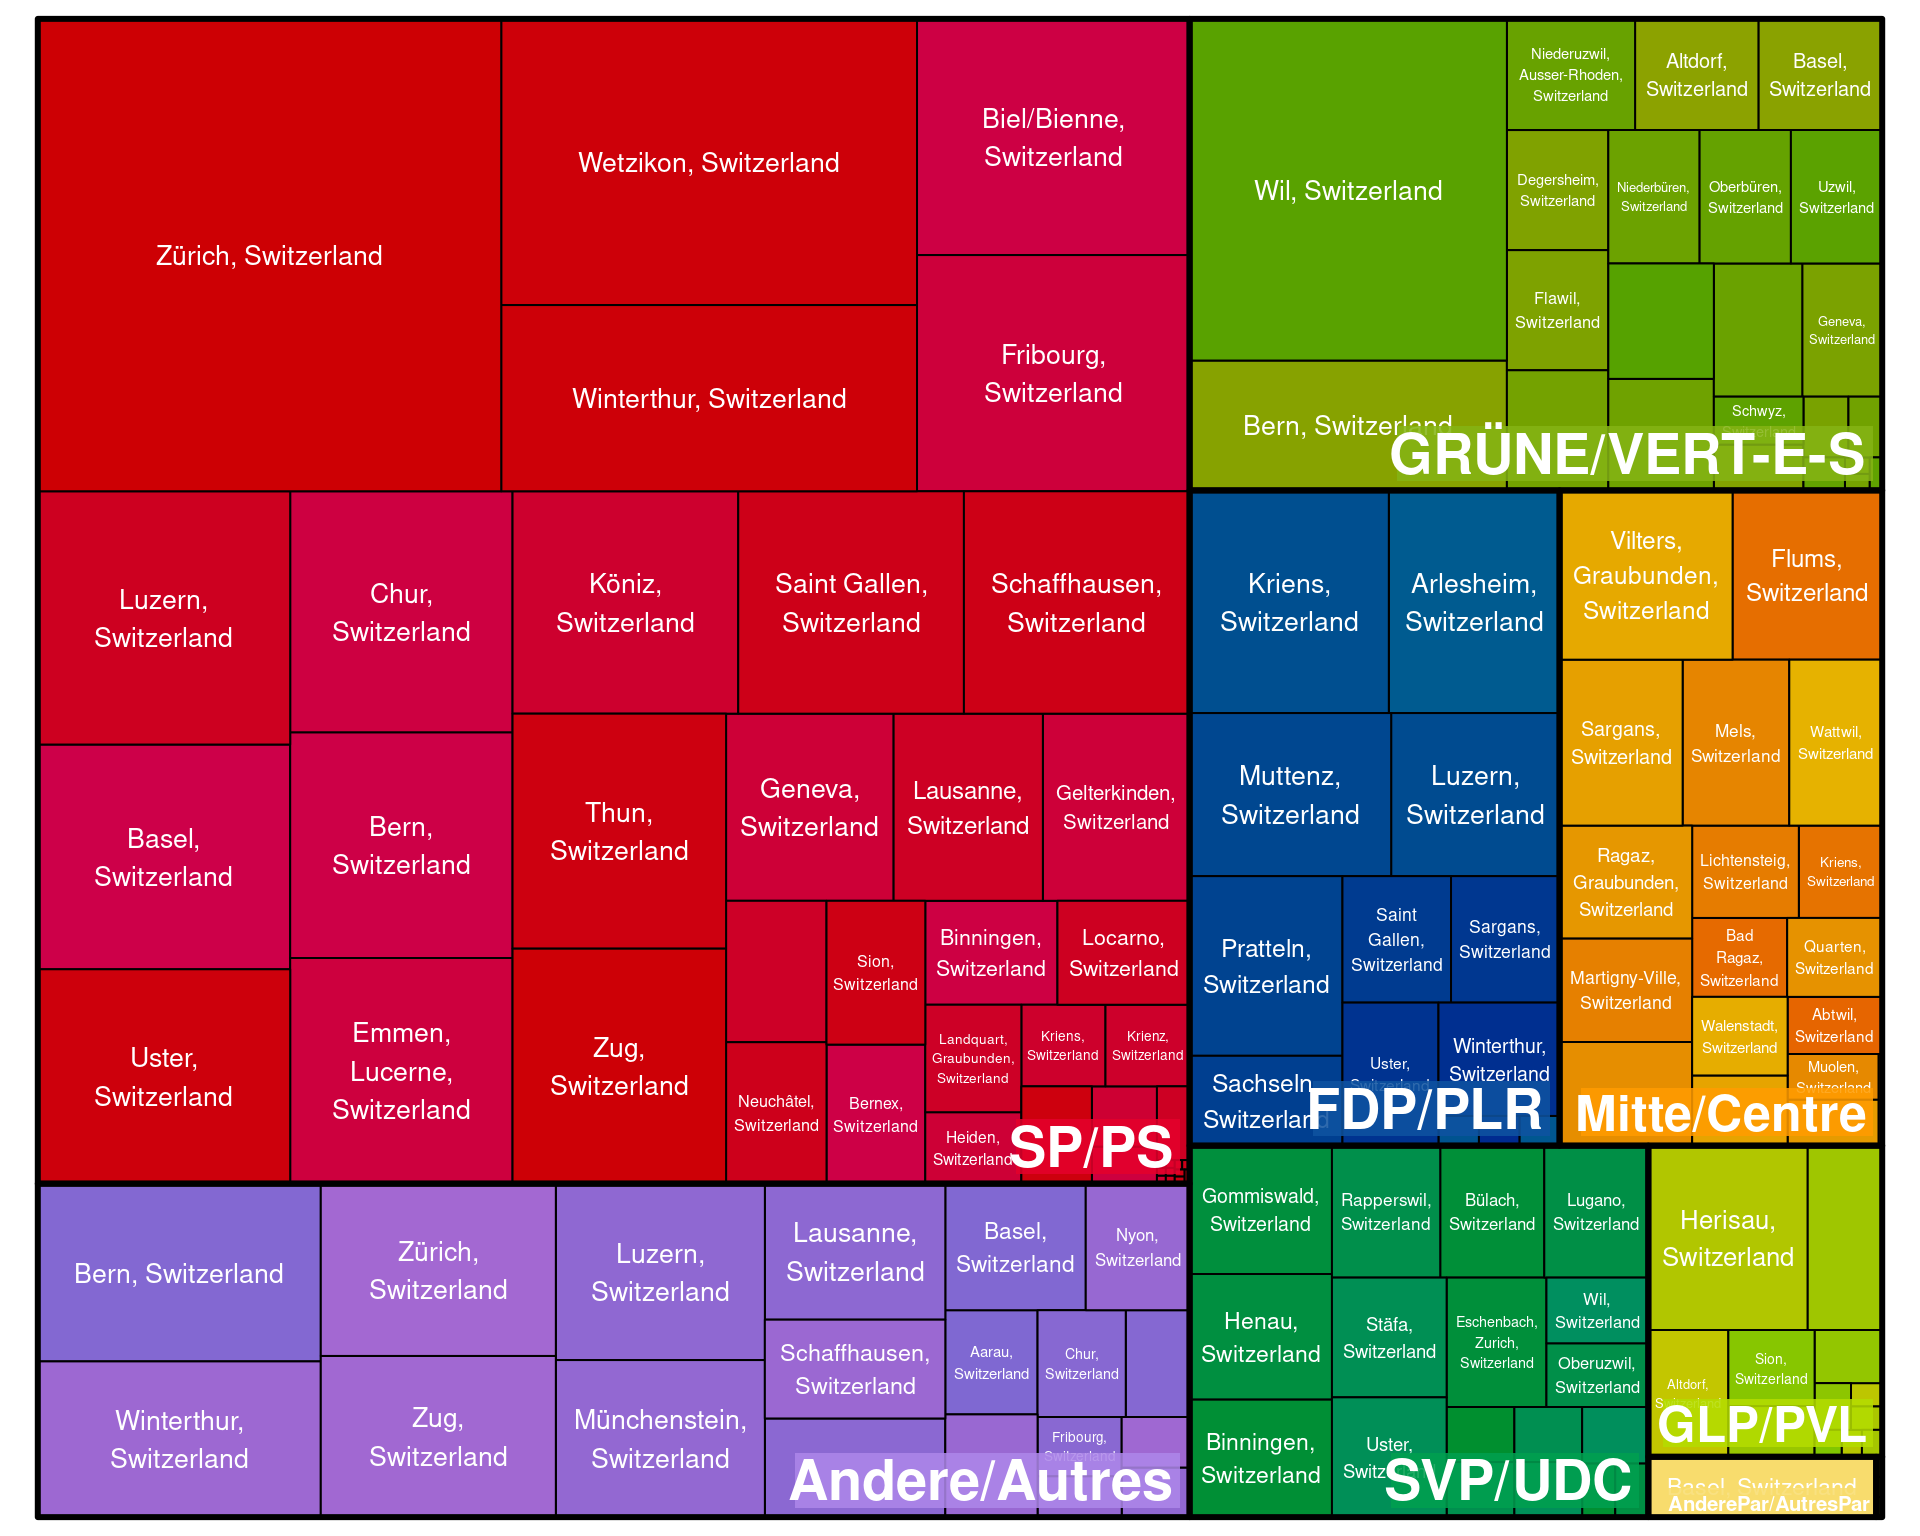 Zürich, Switzerland
Wetzikon, Switzerland
Winterthur, Switzerland
Biel/Bienne,
Switzerland
Fribourg,
Switzerland
Luzern,
Switzerland
Chur,
Switzerland
Köniz,
Switzerland
Saint Gallen,
Switzerland
Schaffhausen,
Switzerland
Basel,
Switzerland
Bern,
Switzerland
Thun,
Switzerland
Geneva,
Switzerland
Lausanne,
Switzerland
Gelterkinden,
Switzerland
Uster,
Switzerland
Emmen,
Lucerne,
Switzerland
Zug,
Switzerland
Sion,
Switzerland
Binningen,
Switzerland
Locarno,
Switzerland
Neuchâtel,
Switzerland
Bernex,
Switzerland
Landquart,
Graubunden,
Switzerland
Kriens,
Switzerland
Krienz,
Switzerland
Heiden,
Switzerland
SP/PS
Wil, Switzerland
Bern, Switzerland
Niederuzwil,
Ausser-Rhoden,
Switzerland
Altdorf,
Switzerland
Basel,
Switzerland
Degersheim,
Switzerland
Niederbüren,
Switzerland
Oberbüren,
Switzerland
Uzwil,
Switzerland
Flawil,
Switzerland
Geneva,
Switzerland
Schwyz,
Switzerland
GRÜNE/VERT-E-S
Kriens,
Switzerland
Arlesheim,
Switzerland
Muttenz,
Switzerland
Luzern,
Switzerland
Pratteln,
Switzerland
Saint
Gallen,
Switzerland
Sargans,
Switzerland
Sachseln,
Switzerland
Uster,
Switzerland
Winterthur,
Switzerland
FDP/PLR
Vilters,
Graubunden,
Switzerland
Flums,
Switzerland
Sargans,
Switzerland
Mels,
Switzerland
Wattwil,
Switzerland
Ragaz,
Graubunden,
Switzerland
Lichtensteig,
Switzerland
Kriens,
Switzerland
Martigny-Ville,
Switzerland
Bad
Ragaz,
Switzerland
Quarten,
Switzerland
Walenstadt,
Switzerland
Abtwil,
Switzerland
Muolen,
Switzerland
Mitte/Centre
Bern, Switzerland
Zürich,
Switzerland
Luzern,
Switzerland
Lausanne,
Switzerland
Basel,
Switzerland
Nyon,
Switzerland
Winterthur,
Switzerland
Zug,
Switzerland
Münchenstein,
Switzerland
Schaffhausen,
Switzerland
Aarau,
Switzerland
Chur,
Switzerland
Fribourg,
Switzerland
Andere/Autres
Gommiswald,
Switzerland
Rapperswil,
Switzerland
Bülach,
Switzerland
Lugano,
Switzerland
Henau,
Switzerland
Stäfa,
Switzerland
Eschenbach,
Zurich,
Switzerland
Wil,
Switzerland
Oberuzwil,
Switzerland
Binningen,
Switzerland
Uster,
Switzerland
SVP/UDC
Herisau,
Switzerland
Altdorf,
Switzerland
Sion,
Switzerland
GLP/PVL
Basel, Switzerland
AnderePar/AutresPar